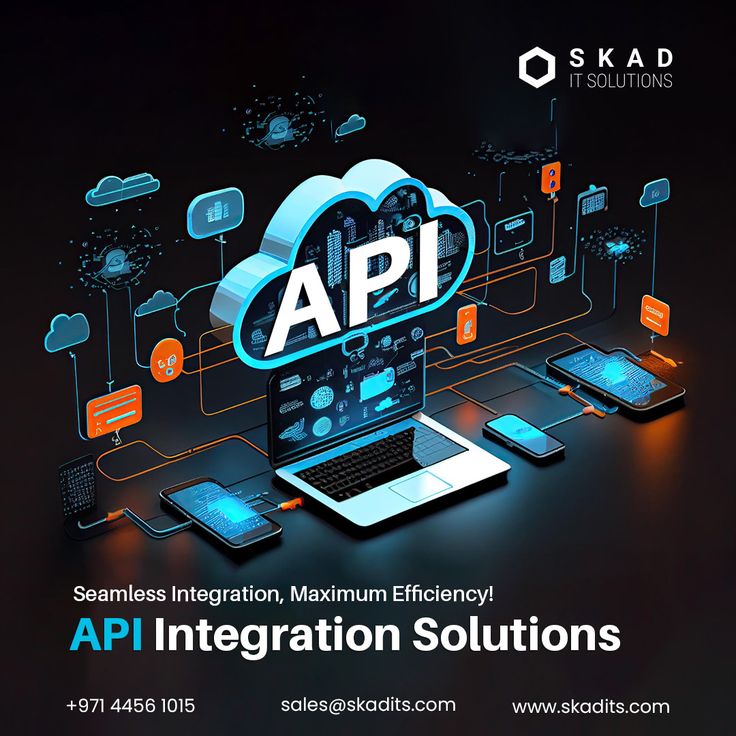 SKAD
IT SOLUTIONS
API
Seamless Integration, Maximum Efficiency!
API Integration Solutions
+971 4456 1015
sales@skadits.com
www.skadits.com